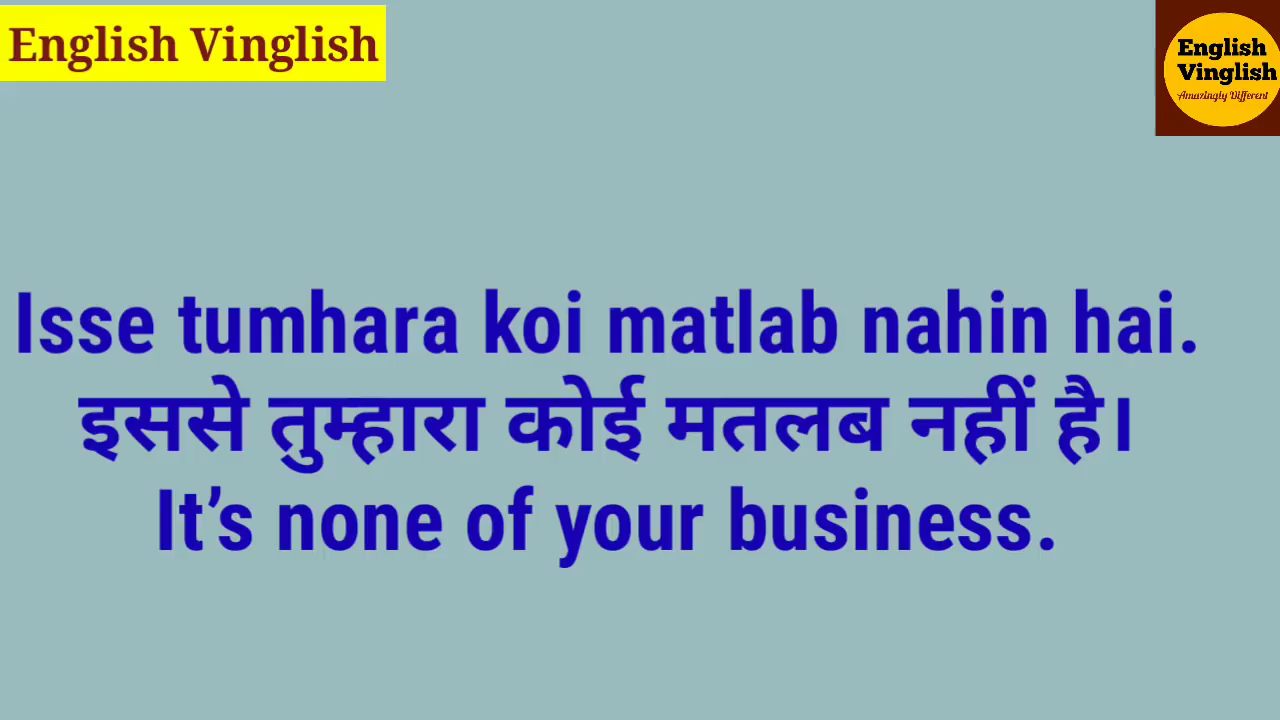 English Vinglish
English
Vinglish
Amazingly Different
Isse tumhara koi matlab nahin hai.
इससे तुम्हारा कोई मतलब नहीं है।
It’s none of your business.